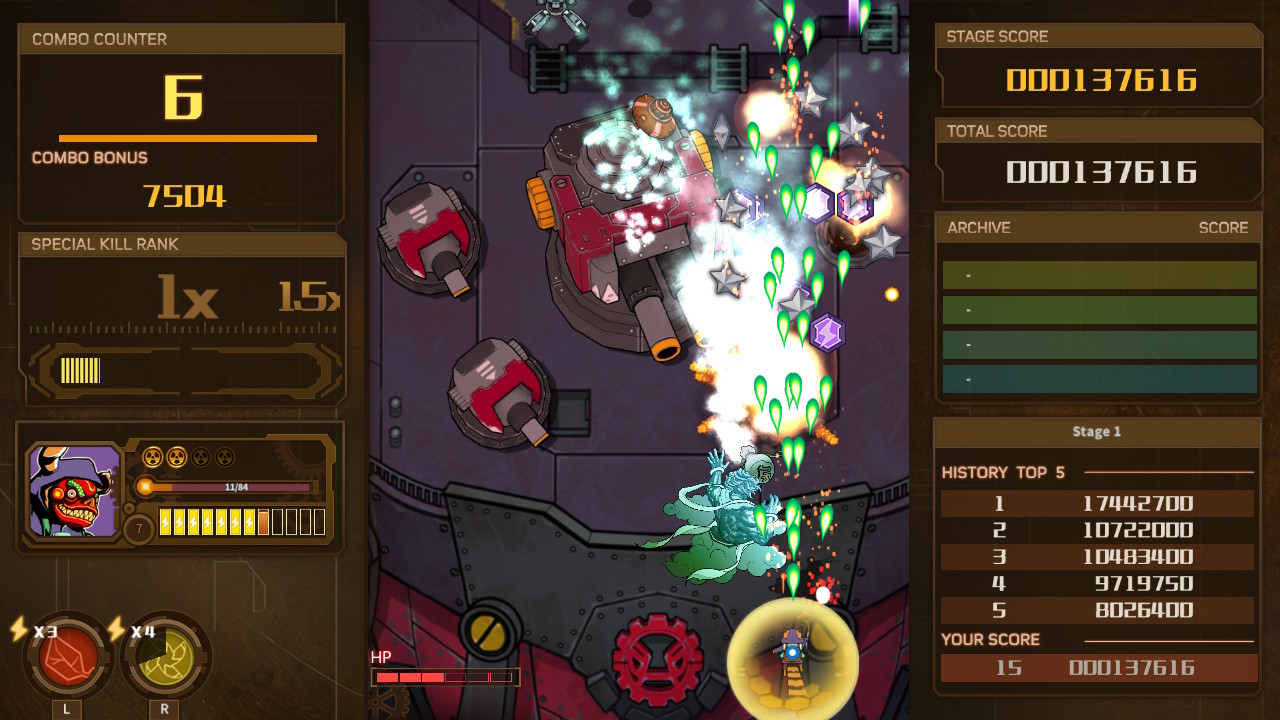 COMBO COUNTER
6
COMBO BONUS
7504
SPECIAL KILL RANK
1x
1.5x
11/84
7
X3
X4
L
R
HP
STAGE SCORE
000137616
TOTAL SCORE
000137616
ARCHIVE SCORE
-
-
-
-
Stage 1
HISTORY TOP 5
1 17442700
2 10722000
3 10483400
4 9719750
5 8026400
YOUR SCORE
15 000137616